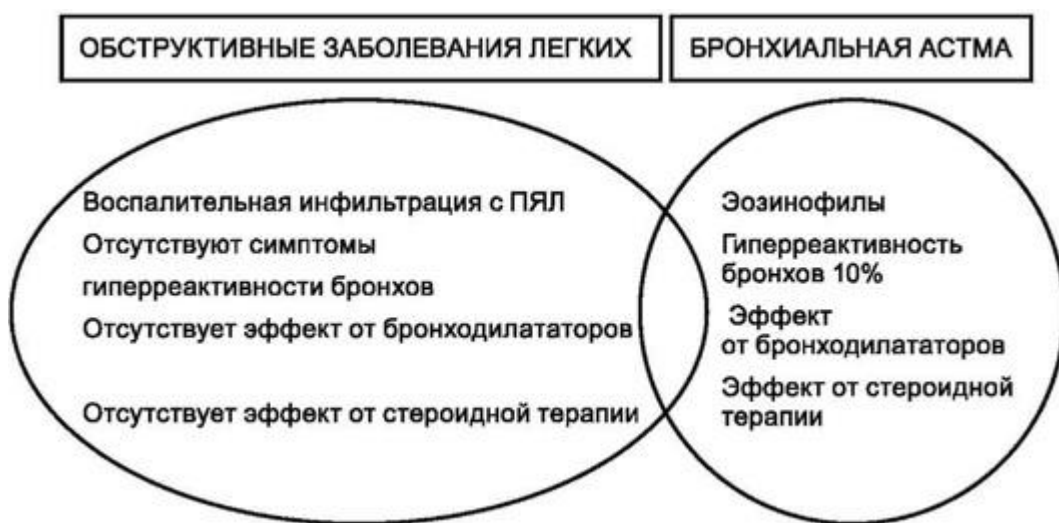 ОБСТРУКТИВНЫЕ ЗАБОЛЕВАНИЯ ЛЕГКИХ
БРОНХИАЛЬНАЯ АСТМА
Воспалительная инфильтрация с ПЯЛ
Отсутствуют симптомы
гиперреактивности бронхов
Отсутствует эффект от бронходилататоров
Отсутствует эффект от стероидной терапии
Эозинофилы
Гиперреактивность
бронхов 10%
Эффект
от бронходилататоров
Эффект от стероидной
терапии